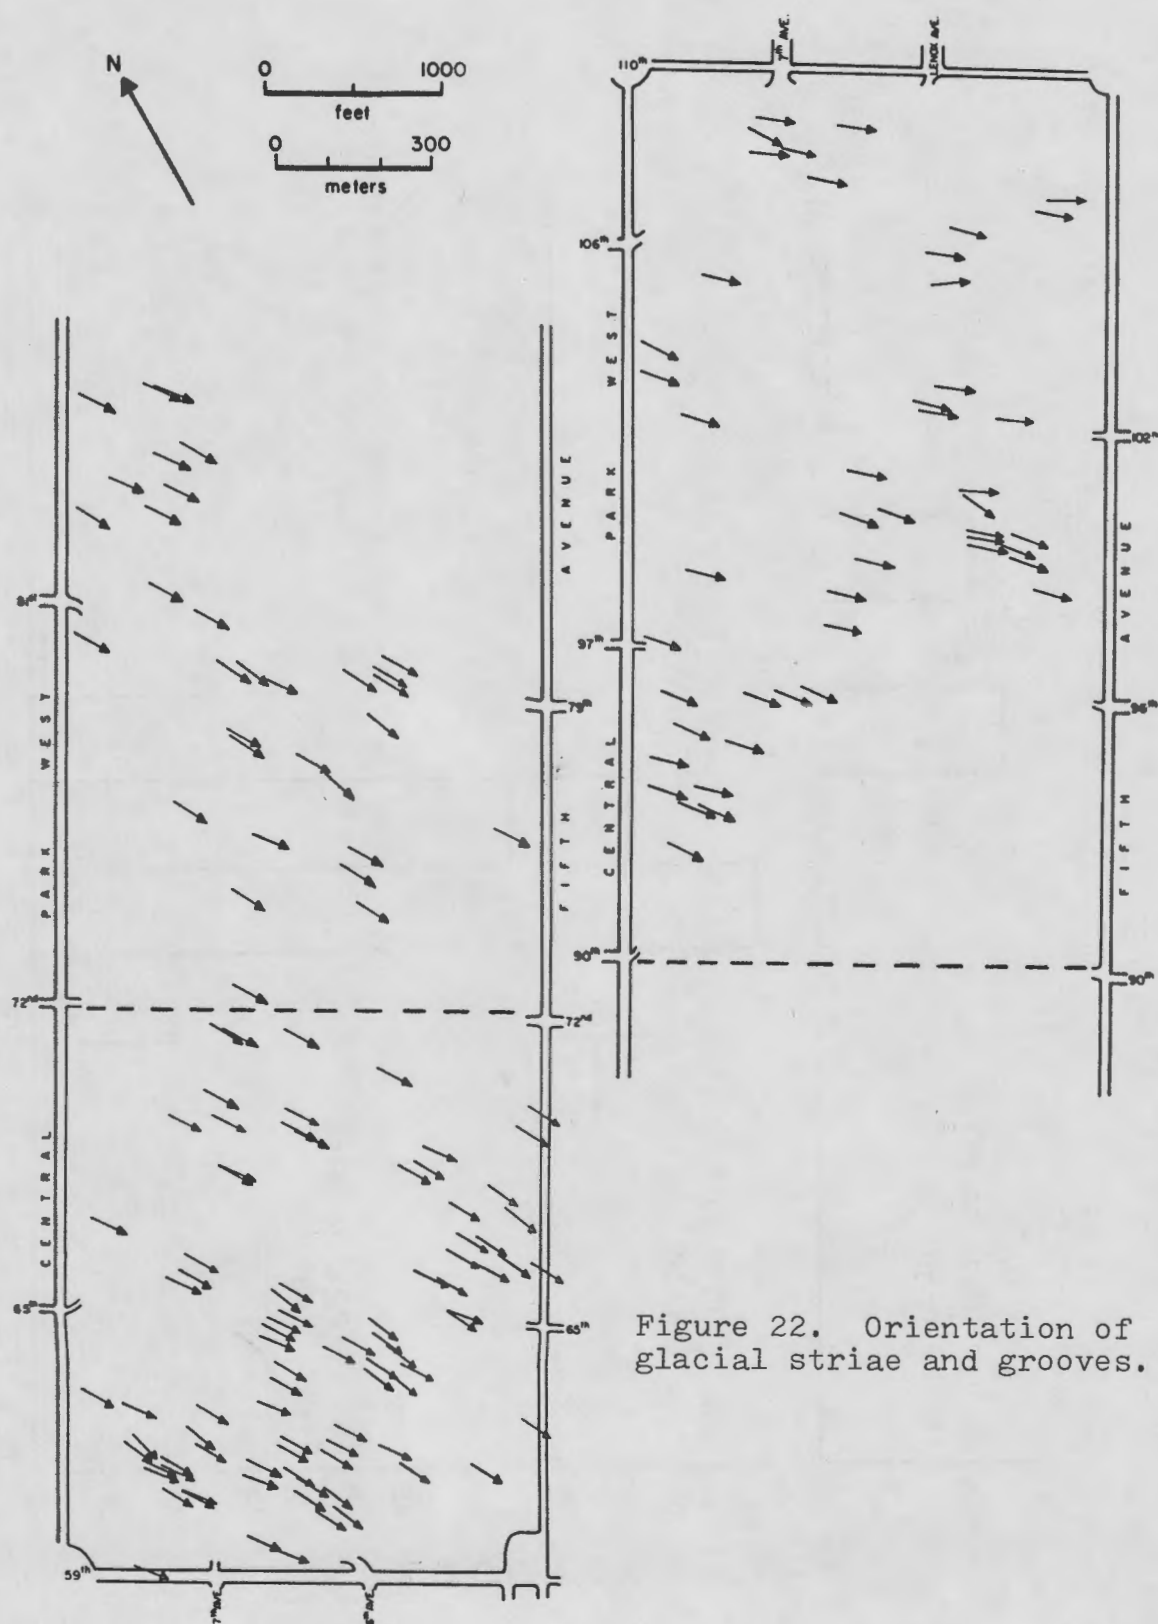 N
0 1000
feet
0 300
meters
110th
7th AVE.
LENOX AVE.
106th
CENTRAL PARK WEST
102n
97th
96th
FIFTH AVENUE
90th
90th
81st
79th
CENTRAL PARK WEST
FIFTH AVENUE
72nd
72nd
65th
65th
59th
7th AVE.
6th AVE.
Figure 22. Orientation of
glacial striae and grooves.